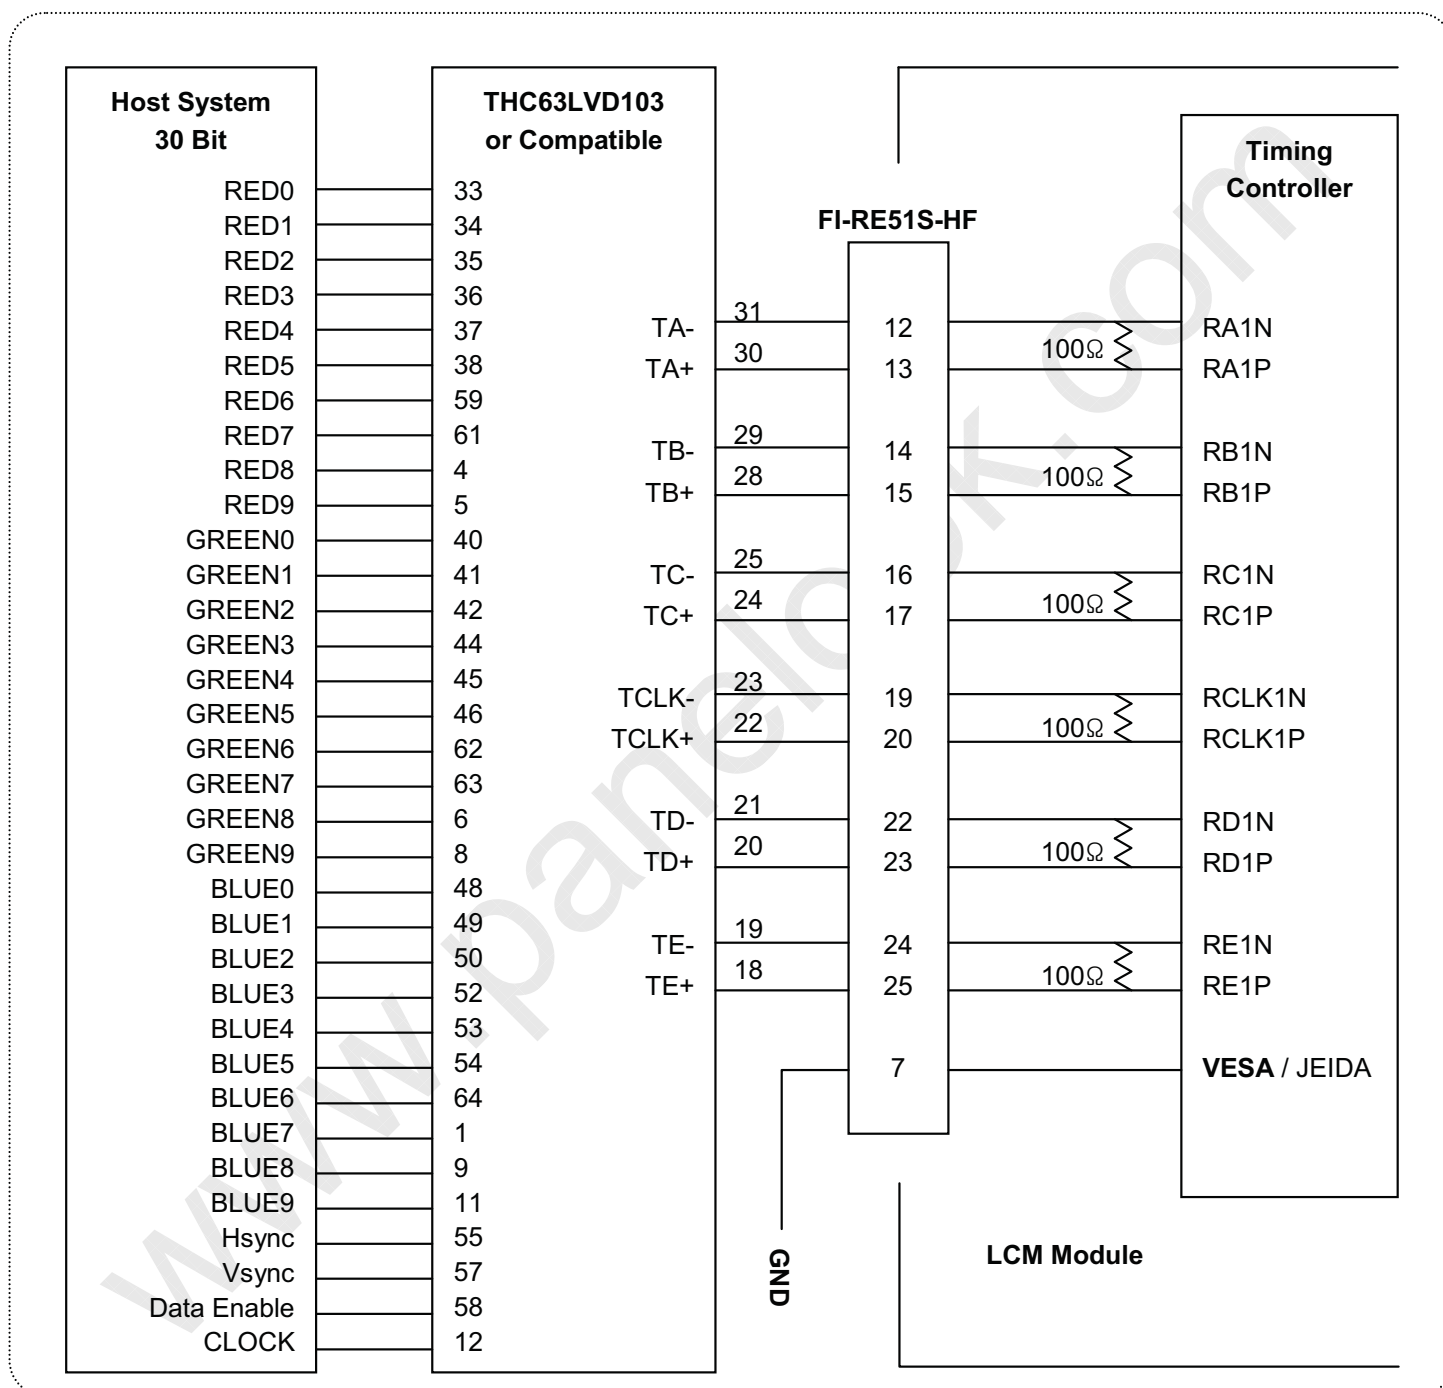 Host System
30 Bit
RED0
RED1
RED2
RED3
RED4
RED5
RED6
RED7
RED8
RED9
GREEN0
GREEN1
GREEN2
GREEN3
GREEN4
GREEN5
GREEN6
GREEN7
GREEN8
GREEN9
BLUE0
BLUE1
BLUE2
BLUE3
BLUE4
BLUE5
BLUE6
BLUE7
BLUE8
BLUE9
Hsync
Vsync
Data Enable
CLOCK
THC63LVD103
or Compatible
33
34
35
36
37
38
59
61
4
5
40
41
42
44
45
46
62
63
6
8
48
49
50
52
53
54
64
1
9
11
55
57
58
12
TA-
TA+
TB-
TB+
TC-
TC+
TCLK-
TCLK+
TD-
TD+
TE-
TE+
31
30
29
28
25
24
23
22
21
20
19
18
FI-RE51S-HF
12
13
14
15
16
17
19
20
22
23
24
25
7
GND
100Ω
100Ω
100Ω
100Ω
100Ω
100Ω
Timing
Controller
RA1N
RA1P
RB1N
RB1P
RC1N
RC1P
RCLK1N
RCLK1P
RD1N
RD1P
RE1N
RE1P
VESA / JEIDA
LCM Module
www.panelook.com